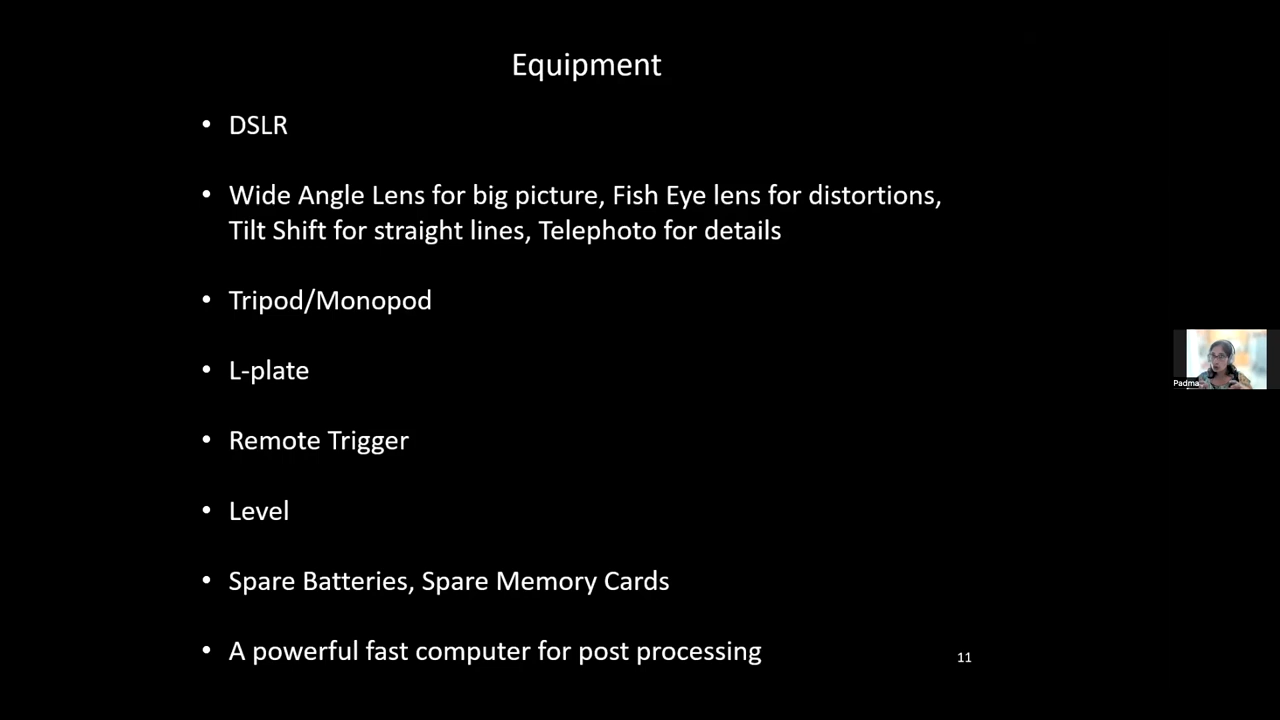 Equipment
• DSLR
• Wide Angle Lens for big picture, Fish Eye lens for distortions,
Tilt Shift for straight lines, Telephoto for details
• Tripod/Monopod
• L-plate
• Remote Trigger
• Level
• Spare Batteries, Spare Memory Cards
• A powerful fast computer for post processing
11
Padma...